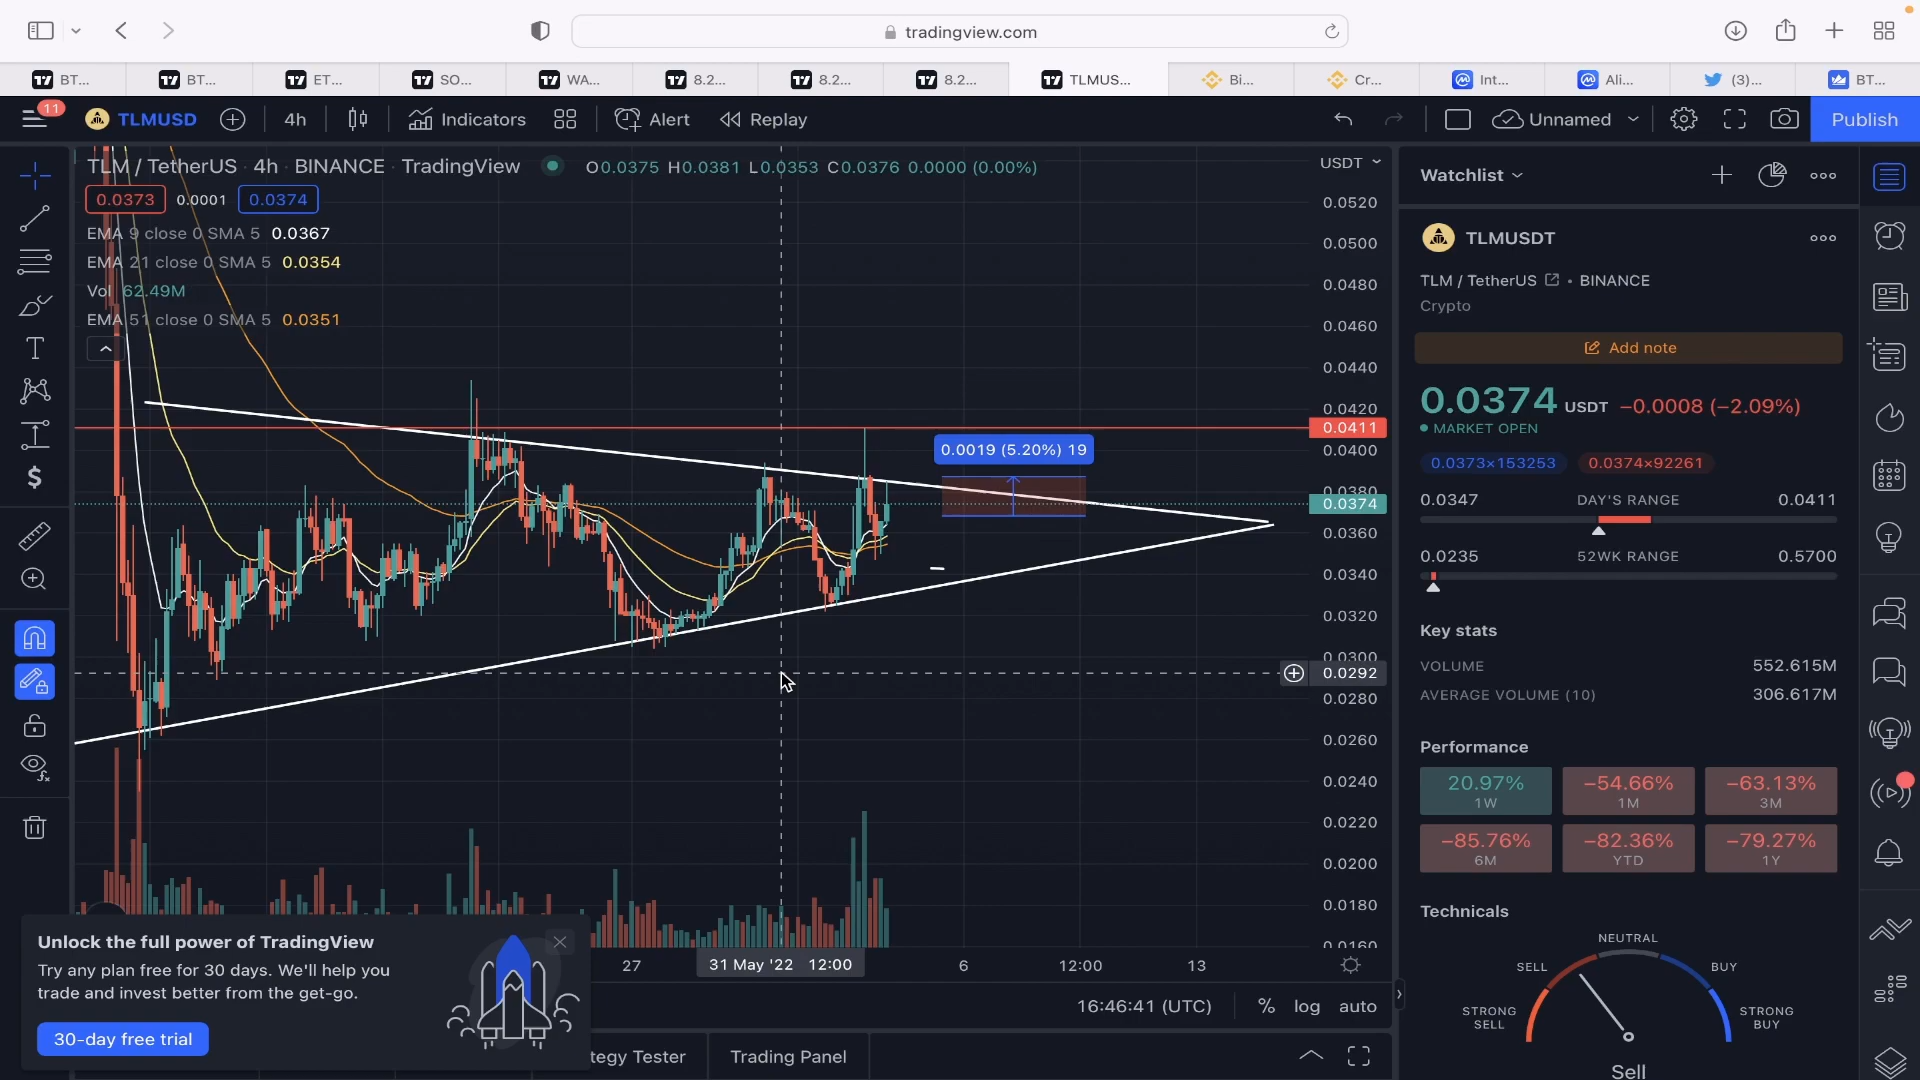 tradingview.com
BT...
BT...
ET...
SO...
WA...
8.2...
8.2...
8.2...
TLMUS...
Bi...
Cr...
Int...
Ali...
(3)...
BT...
11
TLMUSD
4h
Indicators
Alert
Replay
Unnamed
Publish
TLM / TetherUS · 4h · BINANCE · TradingView
O0.0375 H0.0381 L0.0353 C0.0376 0.0000 (0.00%)
USDT
0.0373
0.0001
0.0374
EMA 9 close 0 SMA 5 0.0367
EMA 21 close 0 SMA 5 0.0354
Vol 62.49M
EMA 51 close 0 SMA 5 0.0351
0.0520
0.0500
0.0480
0.0460
0.0440
0.0420
0.0411
0.0400
0.0380
0.0374
0.0360
0.0340
0.0320
0.0300
0.0292
0.0280
0.0260
0.0240
0.0220
0.0200
0.0180
0.0160
0.0019 (5.20%) 19
27
31 May '22 12:00
6
12:00
13
16:46:41 (UTC)
%
log
auto
tegy Tester
Trading Panel
Unlock the full power of TradingView
Try any plan free for 30 days. We'll help you
trade and invest better from the get-go.
30-day free trial
Watchlist
TLMUSDT
TLM / TetherUS · BINANCE
Crypto
Add note
0.0374 USDT −0.0008 (−2.09%)
MARKET OPEN
0.0373×153253
0.0374×92261
0.0347 DAY'S RANGE 0.0411
0.0235 52WK RANGE 0.5700
Key stats
VOLUME 552.615M
AVERAGE VOLUME (10) 306.617M
Performance
20.97%
1W
−54.66%
1M
−63.13%
3M
−85.76%
6M
−82.36%
YTD
−79.27%
1Y
Technicals
NEUTRAL
SELL
BUY
STRONG
SELL
STRONG
BUY
Sell